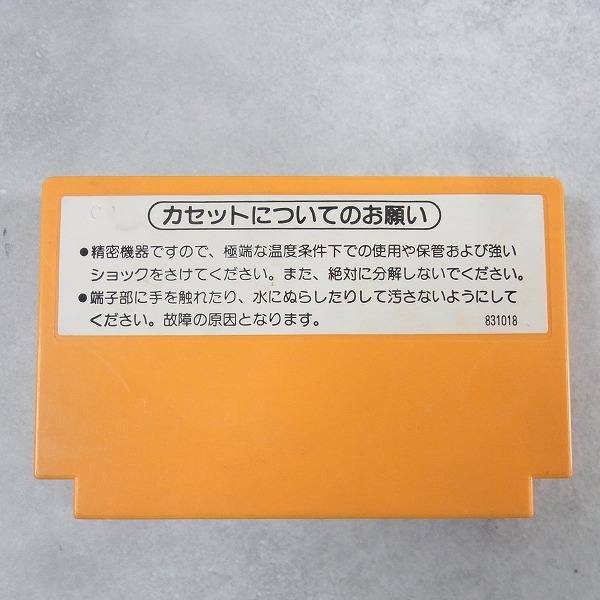 カセットについてのお願い
●精密機器ですので、極端な温度条件下での使用や保管および強い
ショックをさけてください。また、絶対に分解しないでください。
●端子部に手を触れたり、水にぬらしたりして汚さないようにして
ください。故障の原因となります。
831018